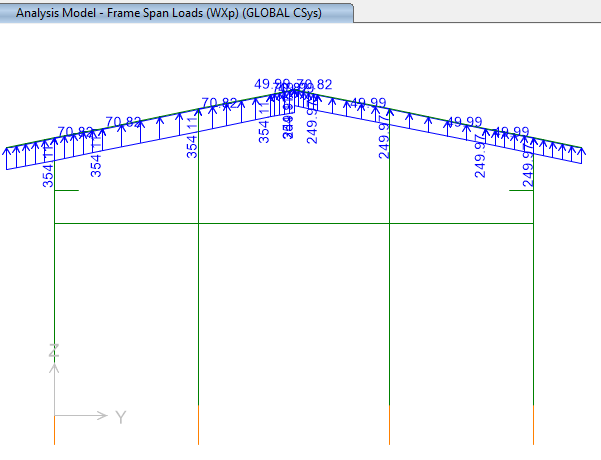 Analysis Model - Frame Span Loads (WXp) (GLOBAL CSys)
49.99 70.82
70.82 49.99
70.82 70.82 49.99 49.99
354.11 354.11 249.97 249.97
354.11 354.11 249.97 249.97
Z
Y